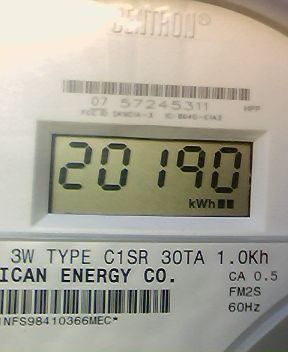 CENTRON®
07 57245311
20190
kWh
3W TYPE C1SR 30TA 1.0Kh
ICAN ENERGY CO.
CA 0.5
FM2S
60Hz
NFS98410366MEC*